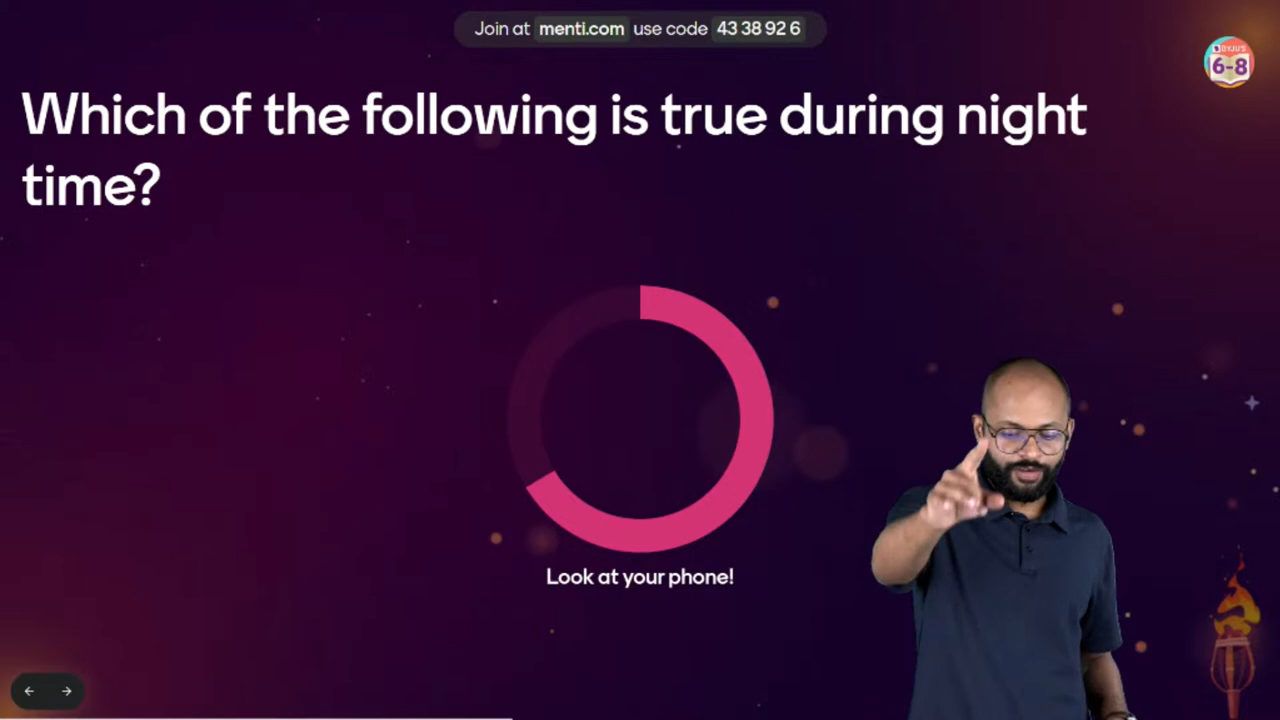 Join at menti.com use code 43 38 92 6
BYJU'S
6-8
Which of the following is true during night
time?
Look at your phone!